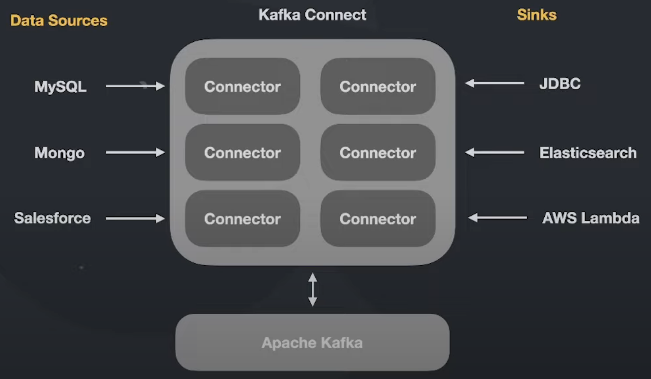 Data Sources
Kafka Connect
Sinks
MySQL
Connector
Connector
JDBC
Mongo
Connector
Connector
Elasticsearch
Salesforce
Connector
Connector
AWS Lambda
Apache Kafka